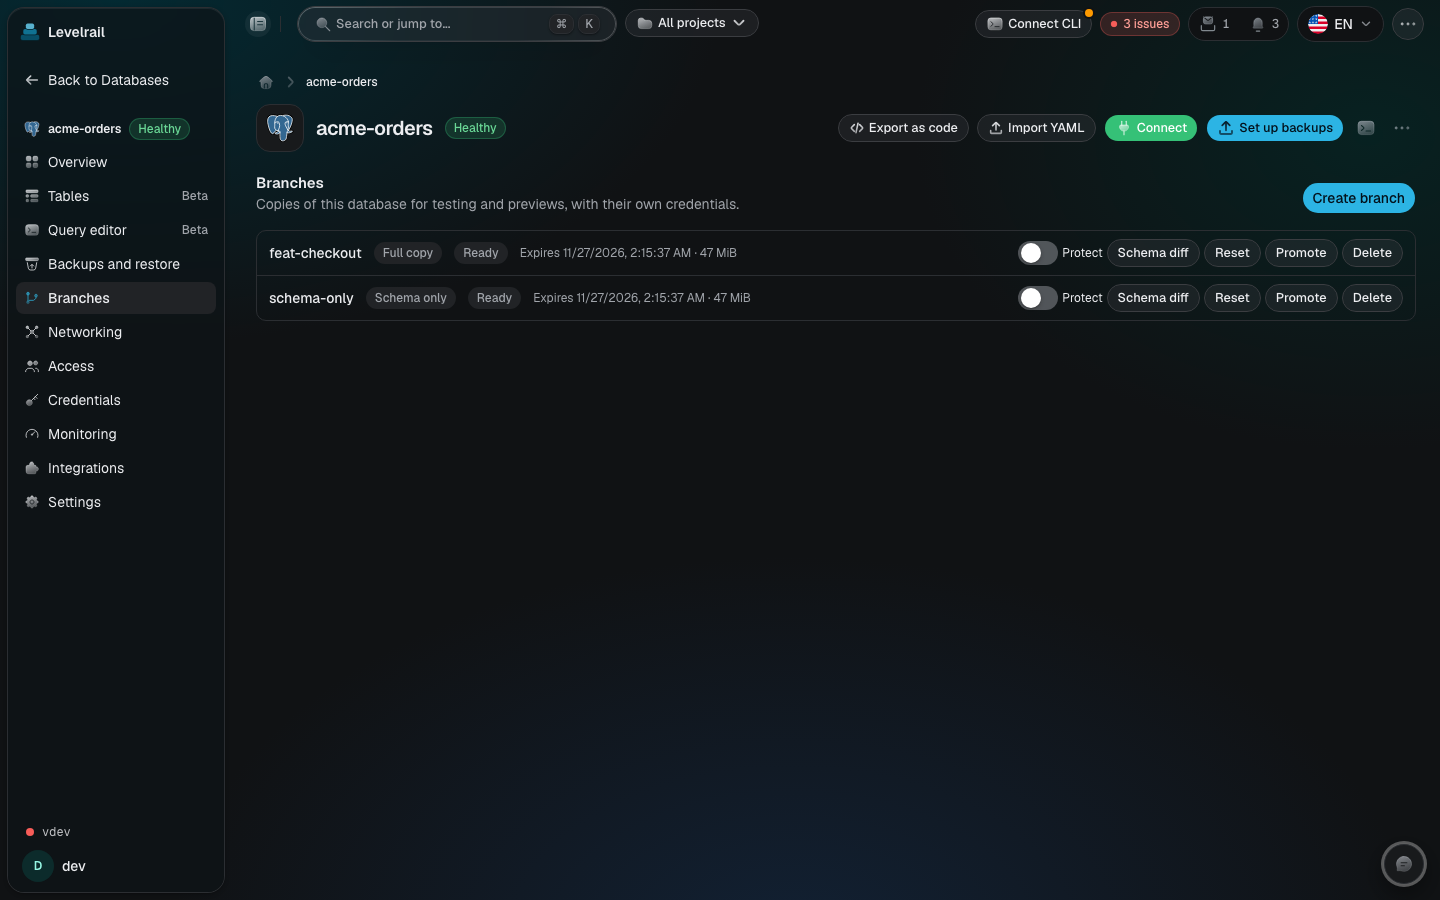 Levelrail
Search or jump to...
⌘ K
All projects
Connect CLI
3 issues
1
3
EN
Back to Databases
acme-orders Healthy
Overview
Tables Beta
Query editor Beta
Backups and restore
Branches
Networking
Access
Credentials
Monitoring
Integrations
Settings
vdev
D dev
acme-orders
acme-orders Healthy
Export as code
Import YAML
Connect
Set up backups
Branches
Copies of this database for testing and previews, with their own credentials.
Create branch
feat-checkout Full copy Ready Expires 11/27/2026, 2:15:37 AM · 47 MiB Protect Schema diff Reset Promote Delete
schema-only Schema only Ready Expires 11/27/2026, 2:15:37 AM · 47 MiB Protect Schema diff Reset Promote Delete